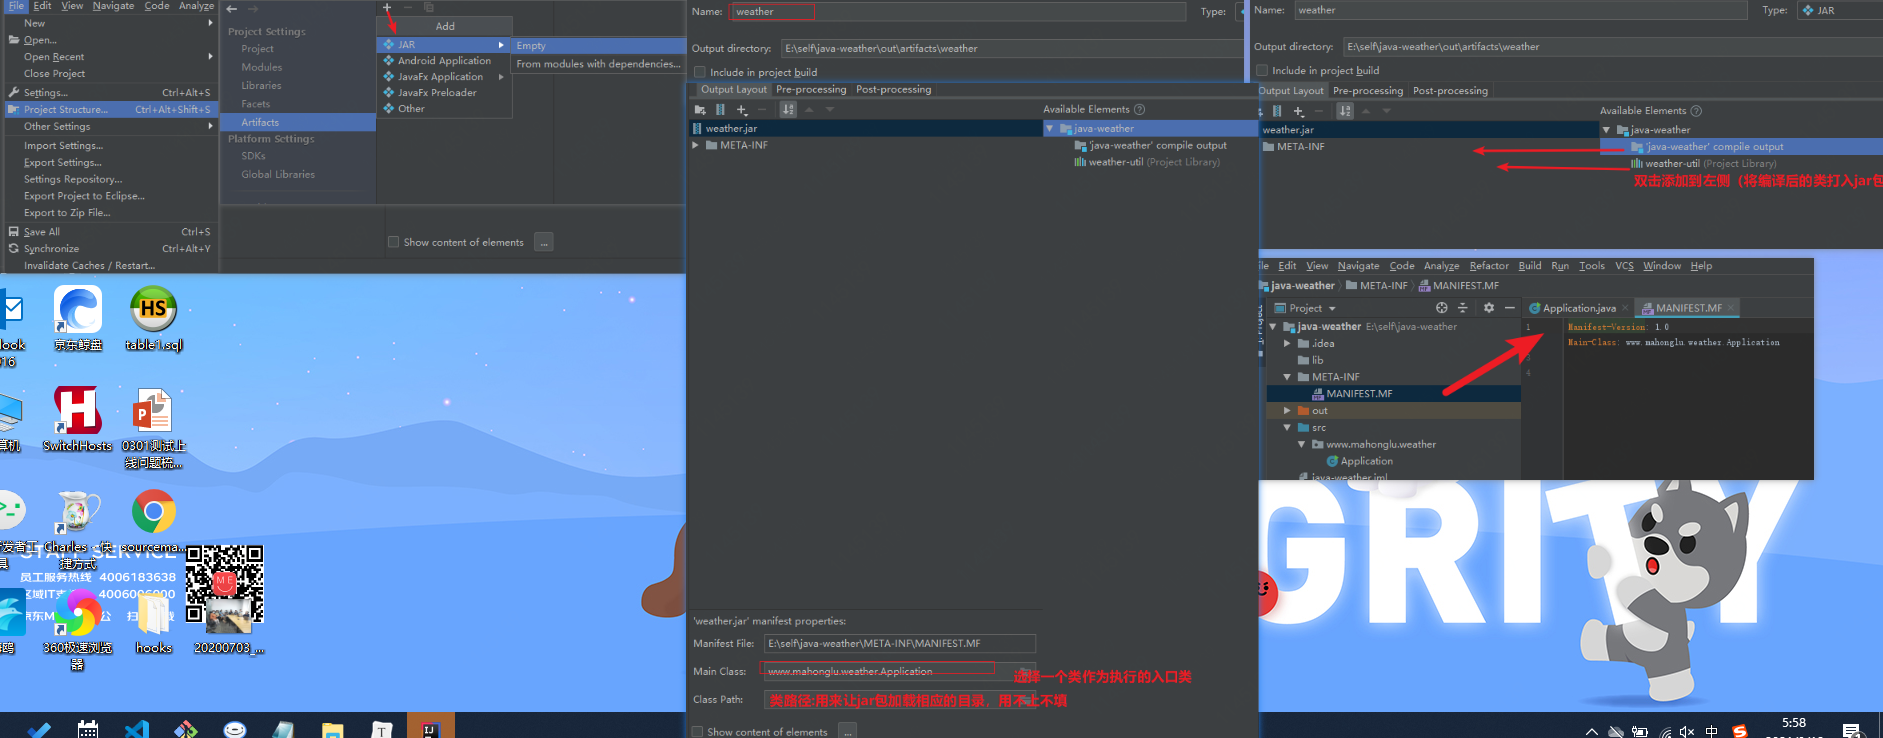 File Edit View Navigate Code Analyze
New
Open...
Open Recent
Close Project
Settings... Ctrl+Alt+S
Project Structure... Ctrl+Alt+Shift+S
Other Settings
Import Settings...
Export Settings...
Settings Repository...
Export Project to Eclipse...
Export to Zip File...
Save All Ctrl+S
Synchronize Ctrl+Alt+Y
Invalidate Caches / Restart...
Project Settings
Project
Modules
Libraries
Facets
Artifacts
Platform Settings
SDKs
Global Libraries
Add
JAR
Android Application
JavaFx Application
JavaFx Preloader
Other
Empty
From modules with dependencies...
Show content of elements ...
Name: weather Type:
Output directory: E:\self\java-weather\out\artifacts\weather
Include in project build
Output Layout Pre-processing Post-processing
Available Elements
weather.jar
META-INF
java-weather
'java-weather' compile output
weather-util (Project Library)
'weather.jar' manifest properties:
Manifest File: E:\self\java-weather\META-INF\MANIFEST.MF
Main Class: www.mahonglu.weather.Application
选择一个类作为执行的入口类
Class Path:
类路径:用来让jar包加载相应的目录，用不上不填
Show content of elements ...
Name: weather Type: JAR
Output directory: E:\self\java-weather\out\artifacts\weather
Include in project build
Output Layout Pre-processing Post-processing
Available Elements
weather.jar
META-INF
java-weather
'java-weather' compile output
weather-util (Project Library)
双击添加到左侧（将编译后的类打入jar包
Edit View Navigate Code Analyze Refactor Build Run Tools VCS Window Help
java-weather META-INF MANIFEST.MF
Project
Application.java MANIFEST.MF
java-weather E:\self\java-weather
.idea
lib
META-INF
MANIFEST.MF
out
src
www.mahonglu.weather
Application
java-weather.iml
1 Manifest-Version: 1.0
Main-Class: www.mahonglu.weather.Application
4
京东鲸盘
HS
table1.sql
SwitchHosts
0301测试上
线问题梳...
Charles - 快
捷方式
sourcema...
STAFF SERVICE
员工服务热线 4006183638
360极速浏览
器
hooks
20200703_...
ME
GRITY
中
5:58